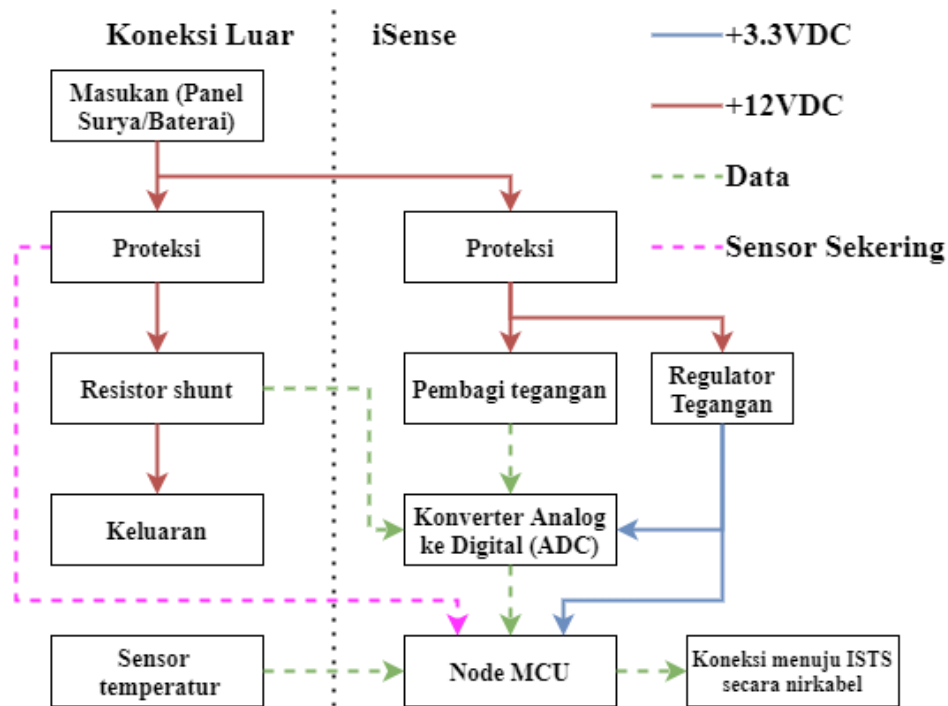 Koneksi Luar
iSense
+3.3VDC
Masukan (Panel
Surya/Baterai)
+12VDC
Data
Proteksi
Proteksi
Sensor Sekering
Resistor shunt
Pembagi tegangan
Regulator
Tegangan
Keluaran
Konverter Analog
ke Digital (ADC)
Sensor
temperatur
Node MCU
Koneksi menuju ISTS
secara nirkabel